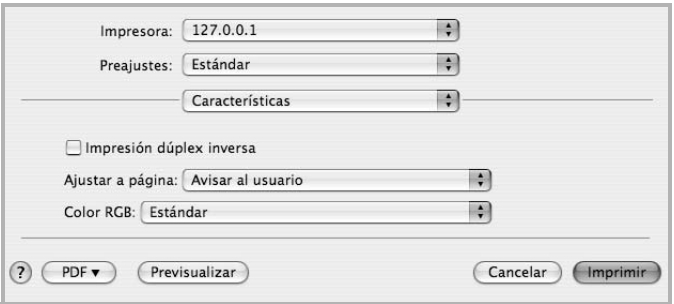 Impresora: 127.0.0.1
Preajustes: Estándar
Características
Impresión dúplex inversa
Ajustar a página: Avisar al usuario
Color RGB: Estándar
? PDF ▼ Previsualizar Cancelar Imprimir